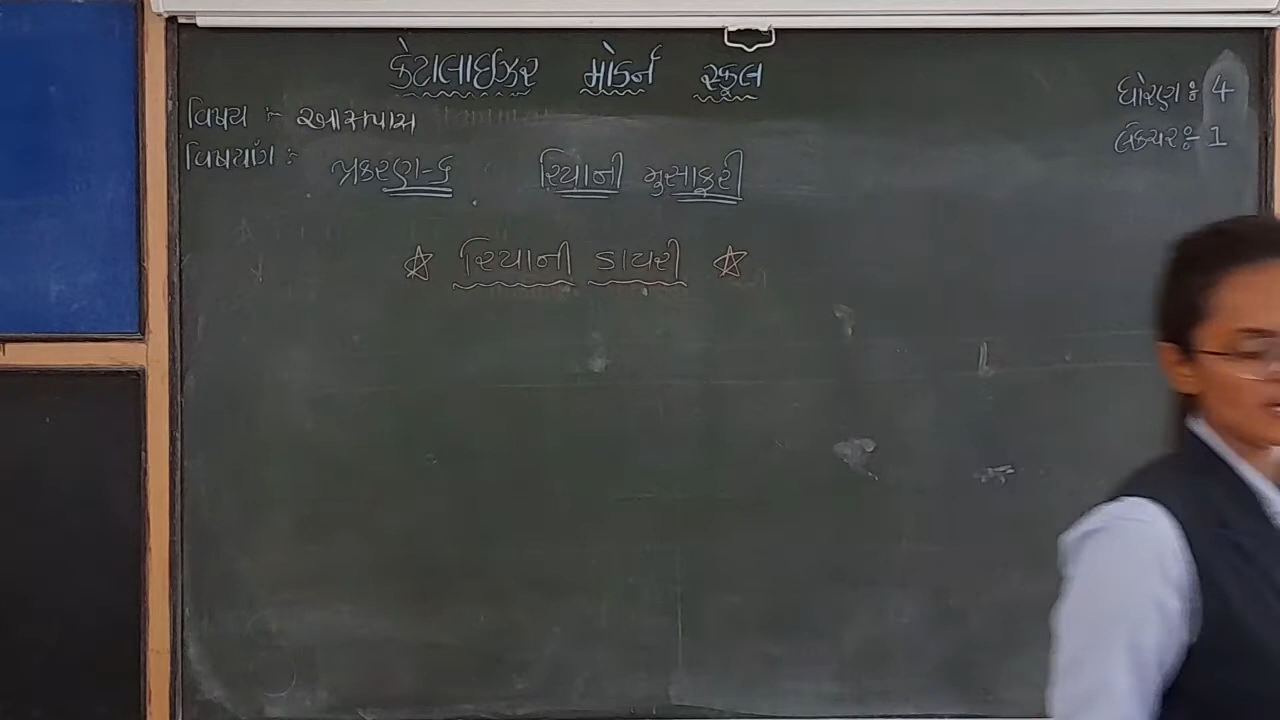 કેટાલાઈઝર મોડર્ન સ્કૂલ
ધોરણ : 4
વિષય :- આસપાસ
લેક્ચર :- 1
વિષયાંગ :- પ્રકરણ-૬ રિયાની મુસાફરી
☆ રિયાની ડાયરી ☆